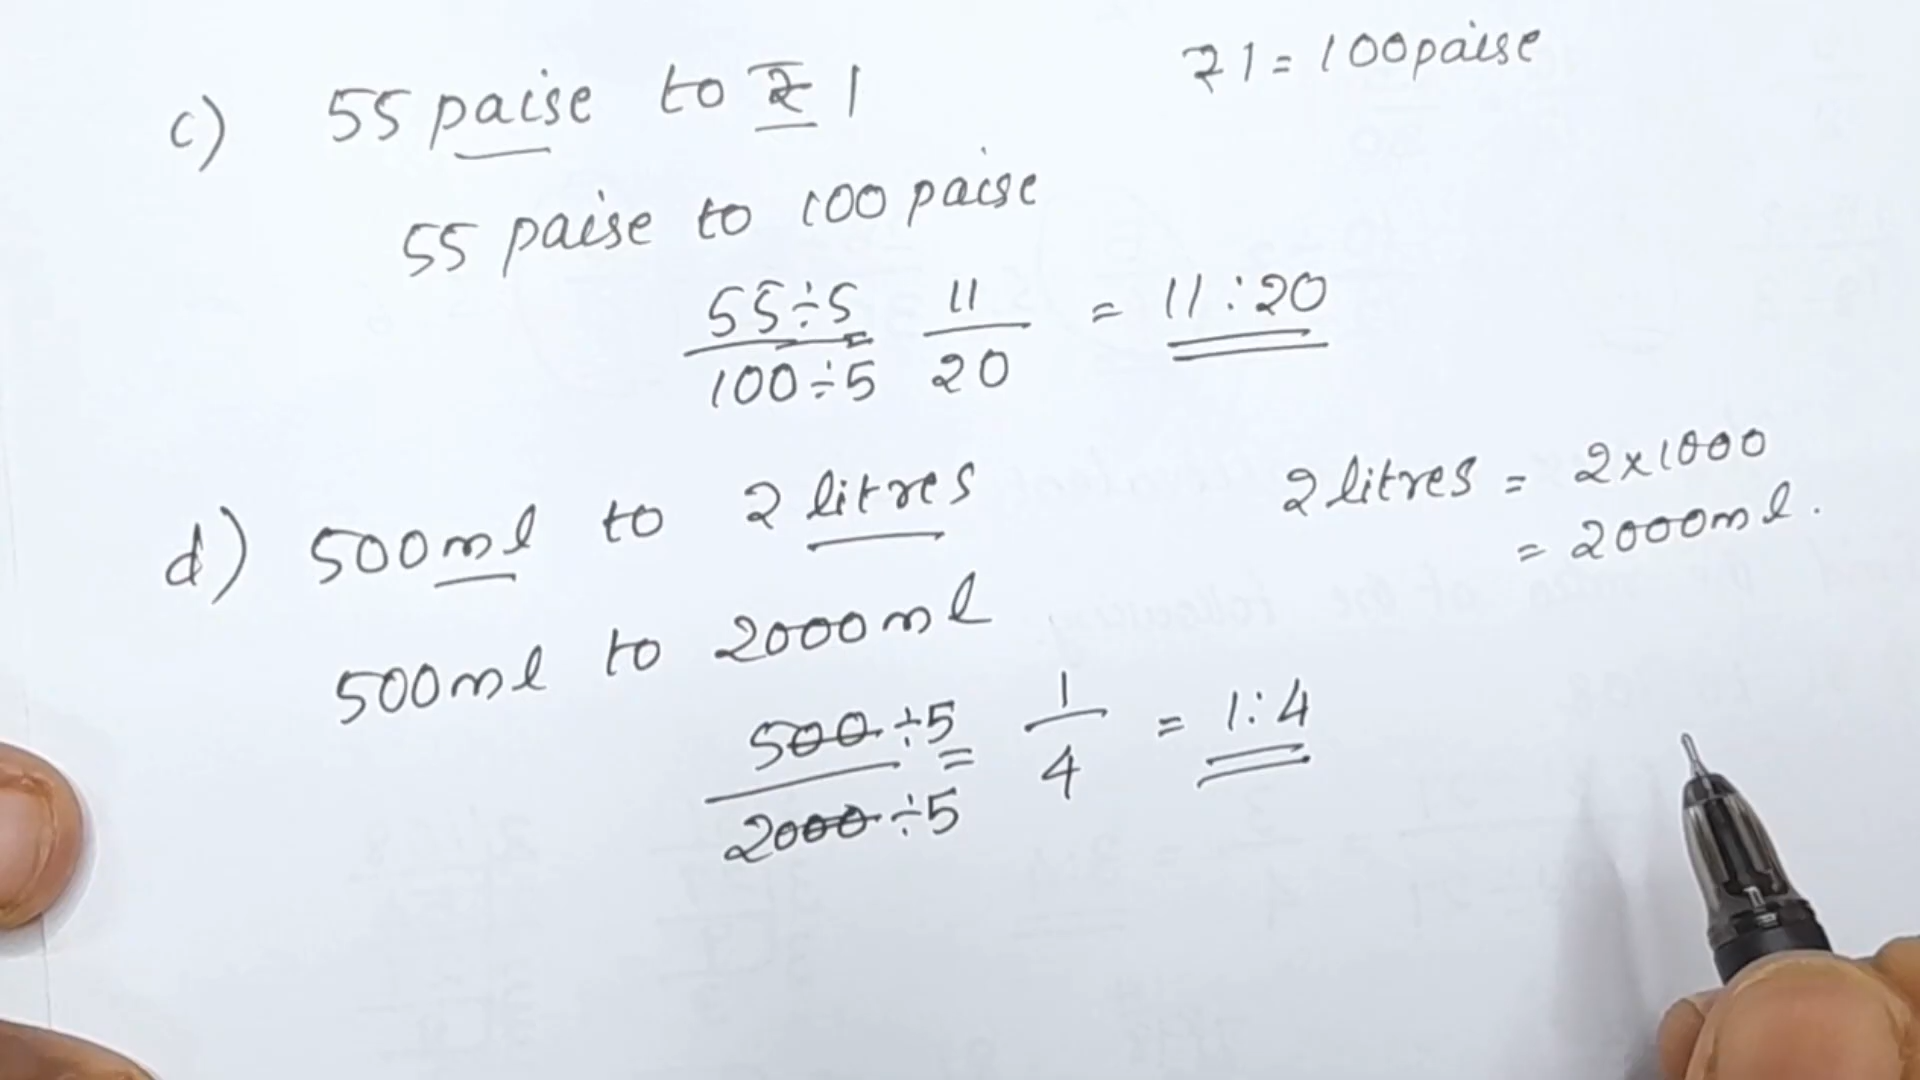 c) 55 paise to ₹ 1
₹1 = 100 paise
55 paise to 100 paise
55÷5 / 100÷5 = 11/20 = 11:20
d) 500ml to 2 litres
2 litres = 2×1000
= 2000ml.
500ml to 2000ml
500÷5 / 2000÷5 = 1/4 = 1:4